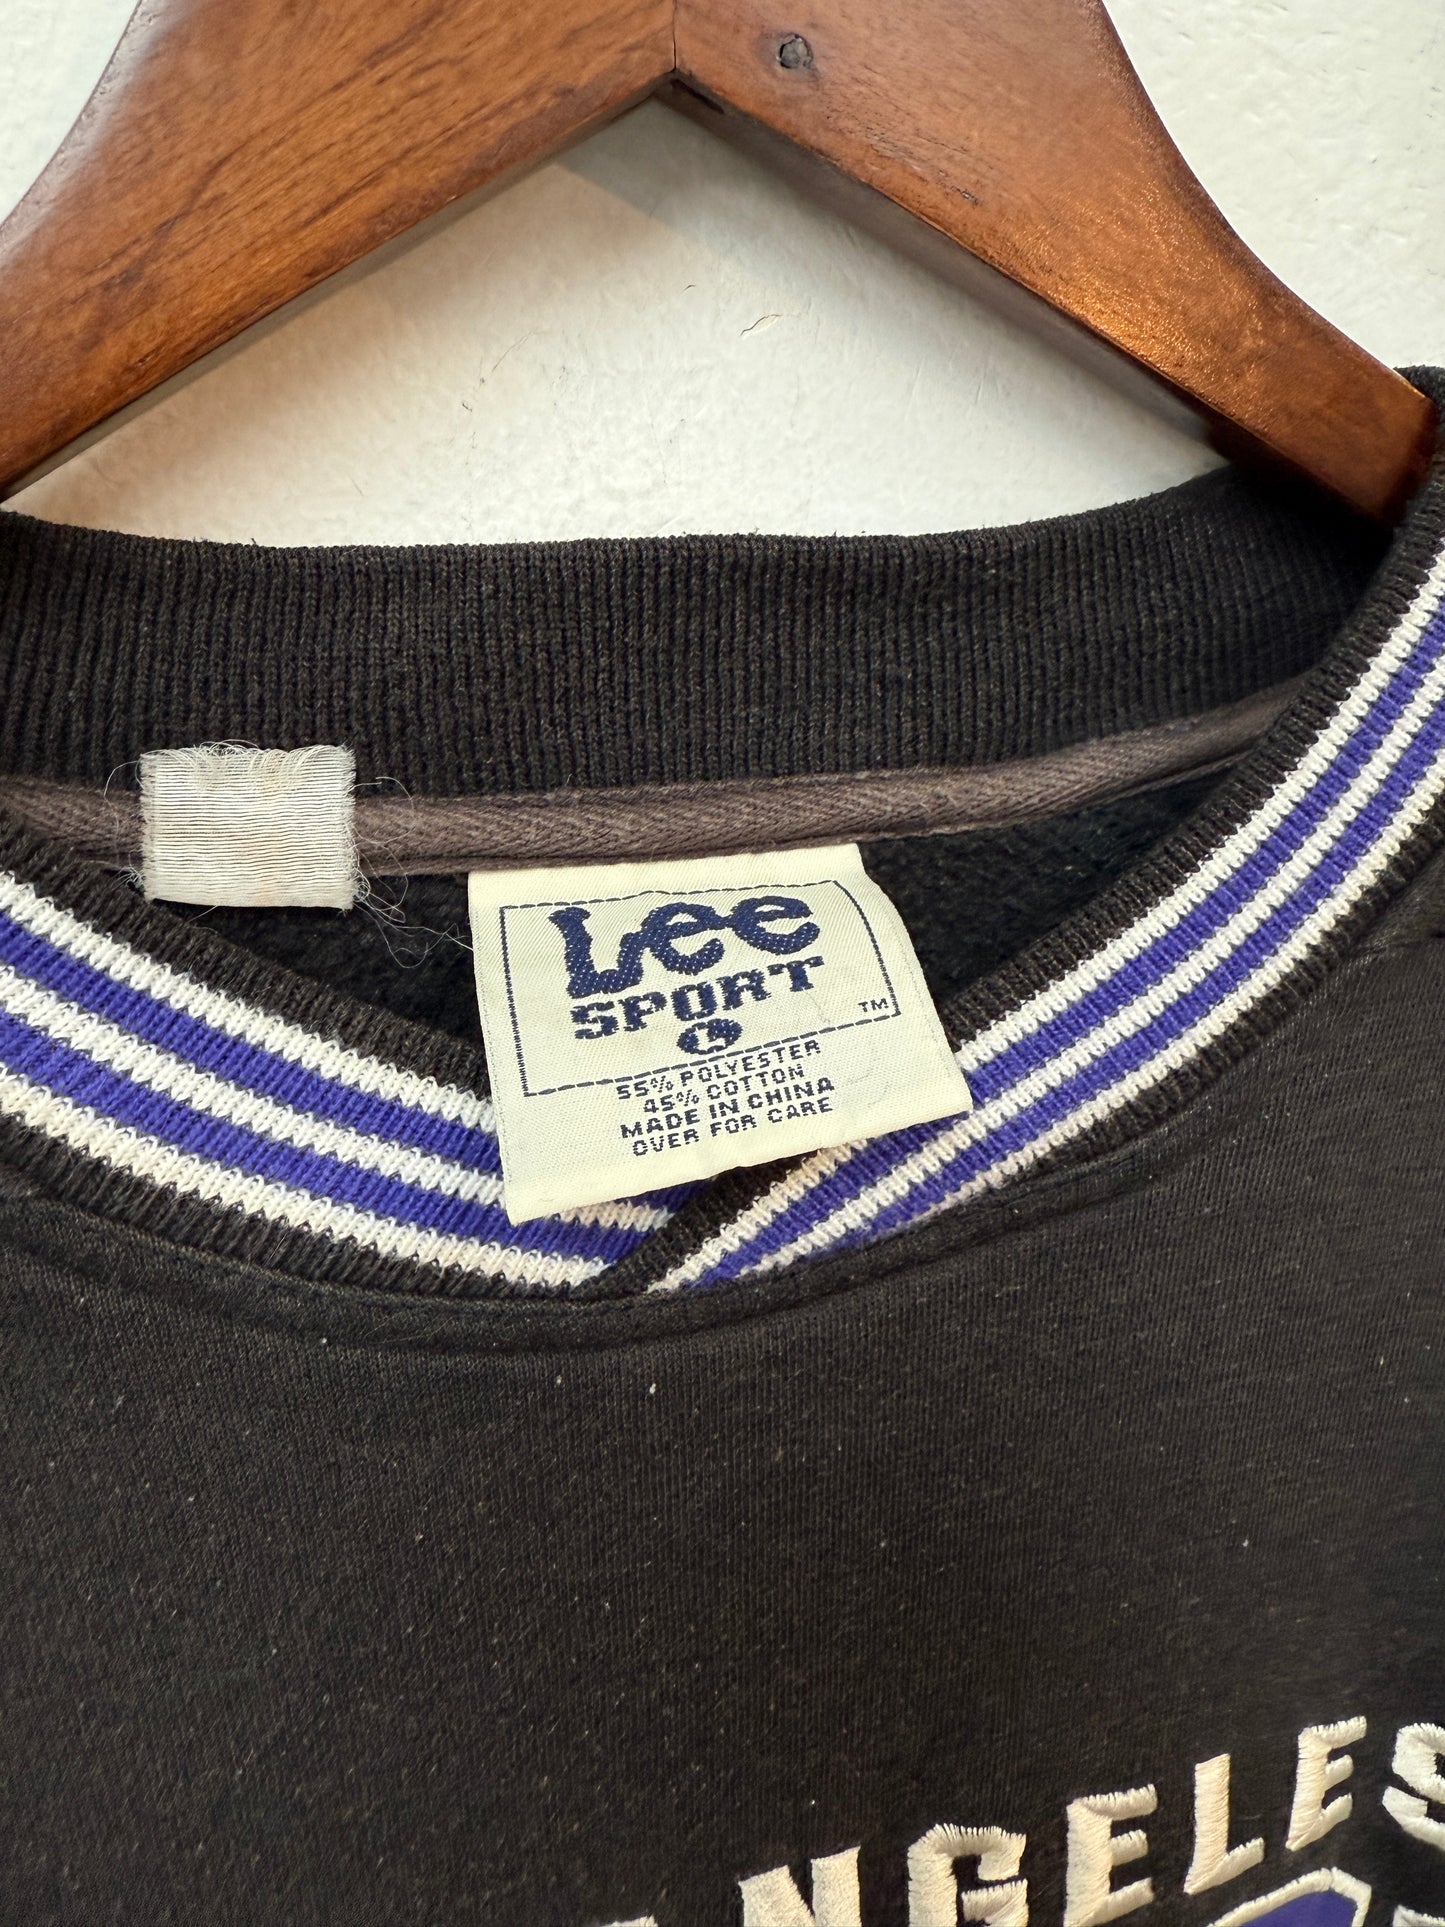 Lee
SPORT
TM
L
55% POLYESTER
45% COTTON
MADE IN CHINA
OVER FOR CARE
NGELES